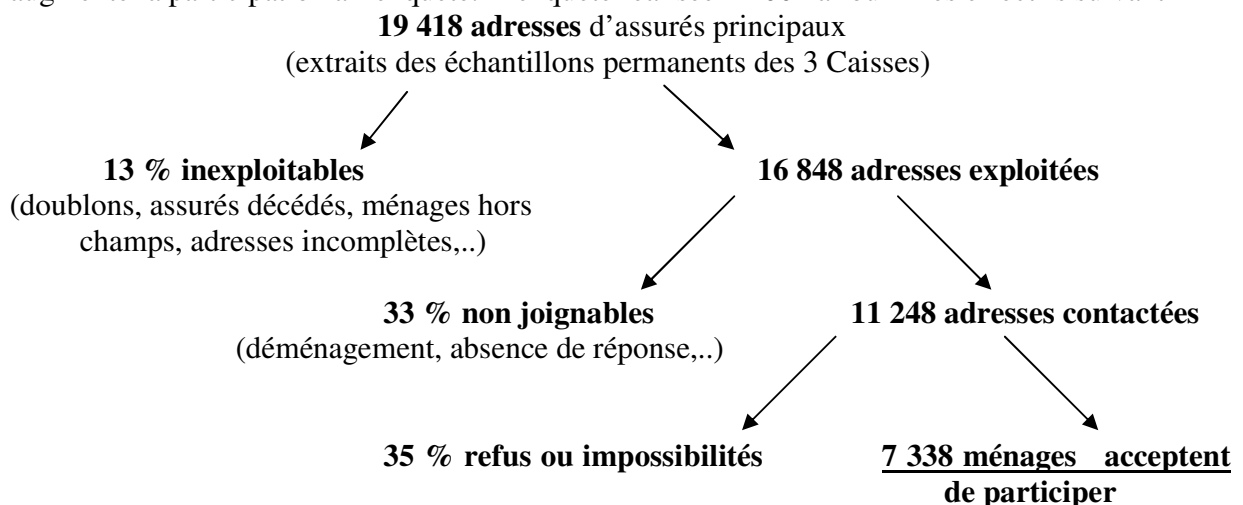 19 418 adresses d'assurés principaux
(extraits des échantillons permanents des 3 Caisses)
13 % inexploitables
(doublons, assurés décédés, ménages hors
champs, adresses incomplètes,..)
16 848 adresses exploitées
33 % non joignables
(déménagement, absence de réponse,..)
11 248 adresses contactées
35 % refus ou impossibilités
7 338 ménages acceptent
de participer